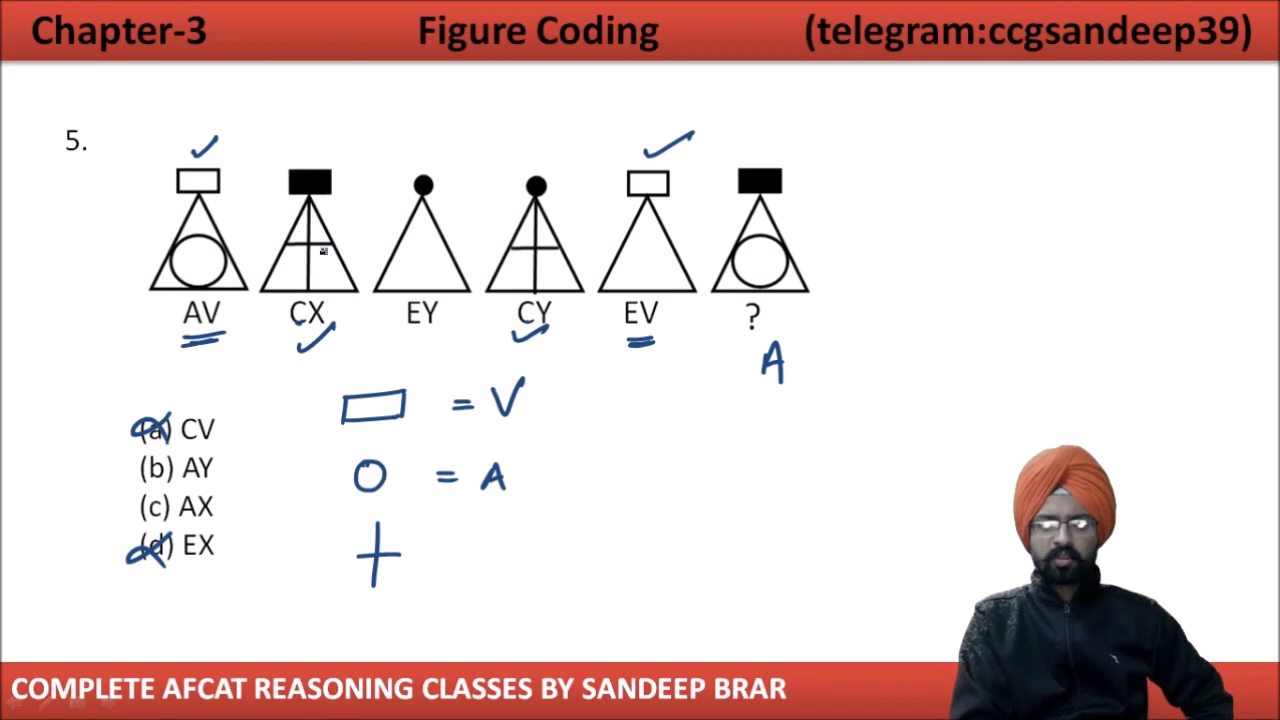 Chapter-3 Figure Coding (telegram:ccgsandeep39)
5.
AV CX EY CY EV ?
A
(a) CV
(b) AY
(c) AX
(d) EX
▭ = V
O = A
+
COMPLETE AFCAT REASONING CLASSES BY SANDEEP BRAR